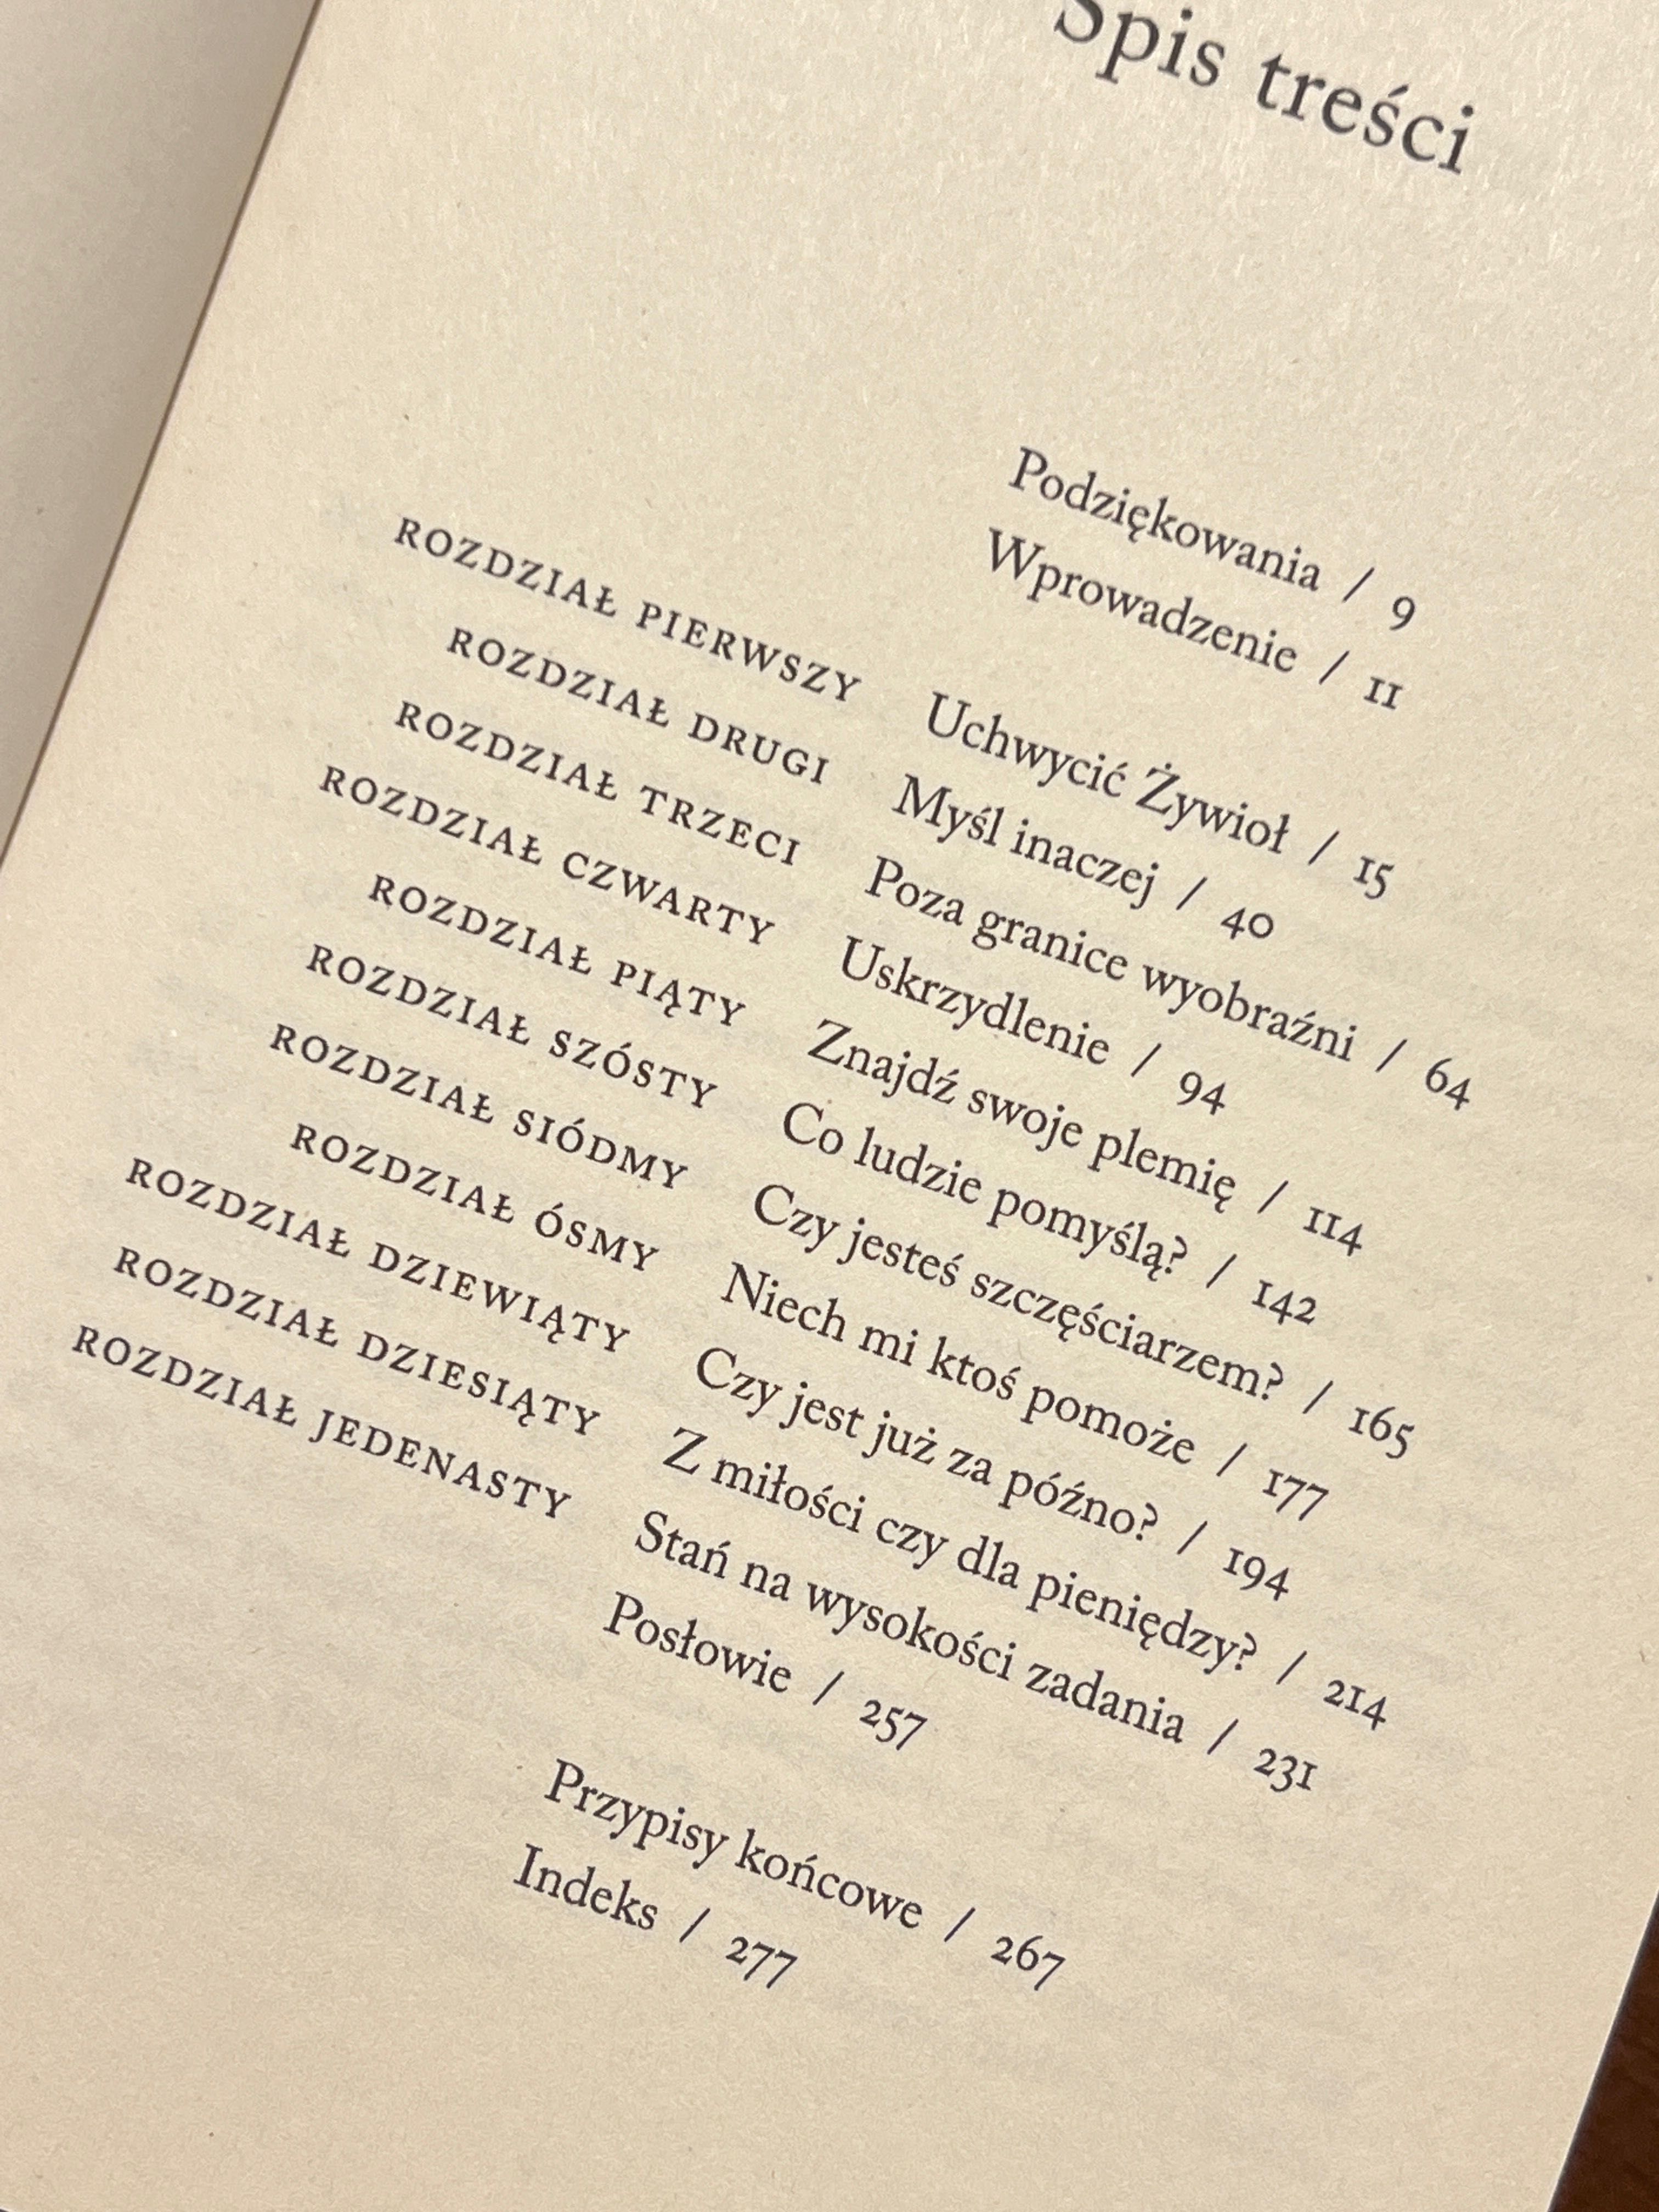 Spis treści
Podziękowania / 9
Wprowadzenie / 11
ROZDZIAŁ PIERWSZY Uchwycić Żywioł / 15
ROZDZIAŁ DRUGI Myśl inaczej / 40
ROZDZIAŁ TRZECI Poza granice wyobraźni / 64
ROZDZIAŁ CZWARTY Uskrzydlenie / 94
ROZDZIAŁ PIĄTY Znajdź swoje plemię / 114
ROZDZIAŁ SZÓSTY Co ludzie pomyślą? / 142
ROZDZIAŁ SIÓDMY Czy jesteś szczęściarzem? / 165
ROZDZIAŁ ÓSMY Niech mi ktoś pomoże / 177
ROZDZIAŁ DZIEWIĄTY Czy jest już za późno? / 194
ROZDZIAŁ DZIESIĄTY Z miłości czy dla pieniędzy? / 214
ROZDZIAŁ JEDENASTY Stań na wysokości zadania / 231
Posłowie / 257
Przypisy końcowe / 267
Indeks / 277